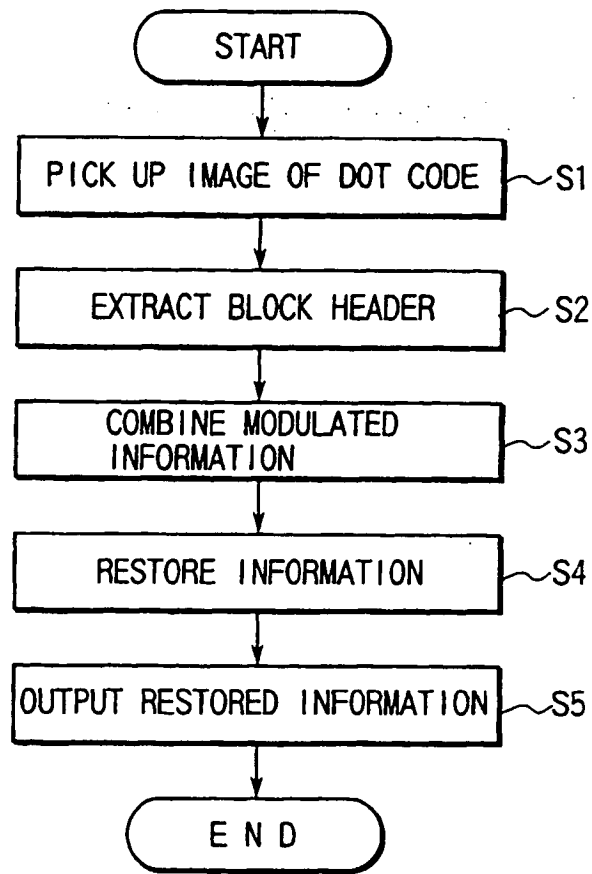 START
PICK UP IMAGE OF DOT CODE
S1
EXTRACT BLOCK HEADER
S2
COMBINE MODULATED
INFORMATION
S3
RESTORE INFORMATION
S4
OUTPUT RESTORED INFORMATION
S5
END